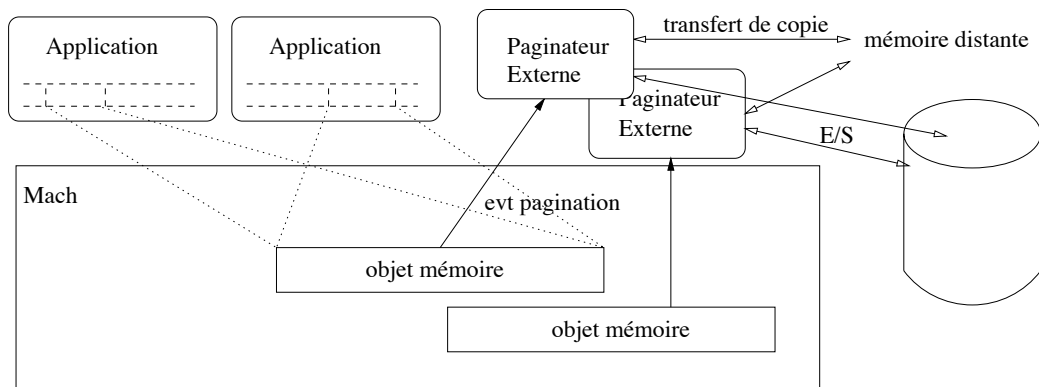 Application
Application
Paginateur
Externe
transfert de copie
mémoire distante
Paginateur
Externe
E/S
Mach
evt pagination
objet mémoire
objet mémoire